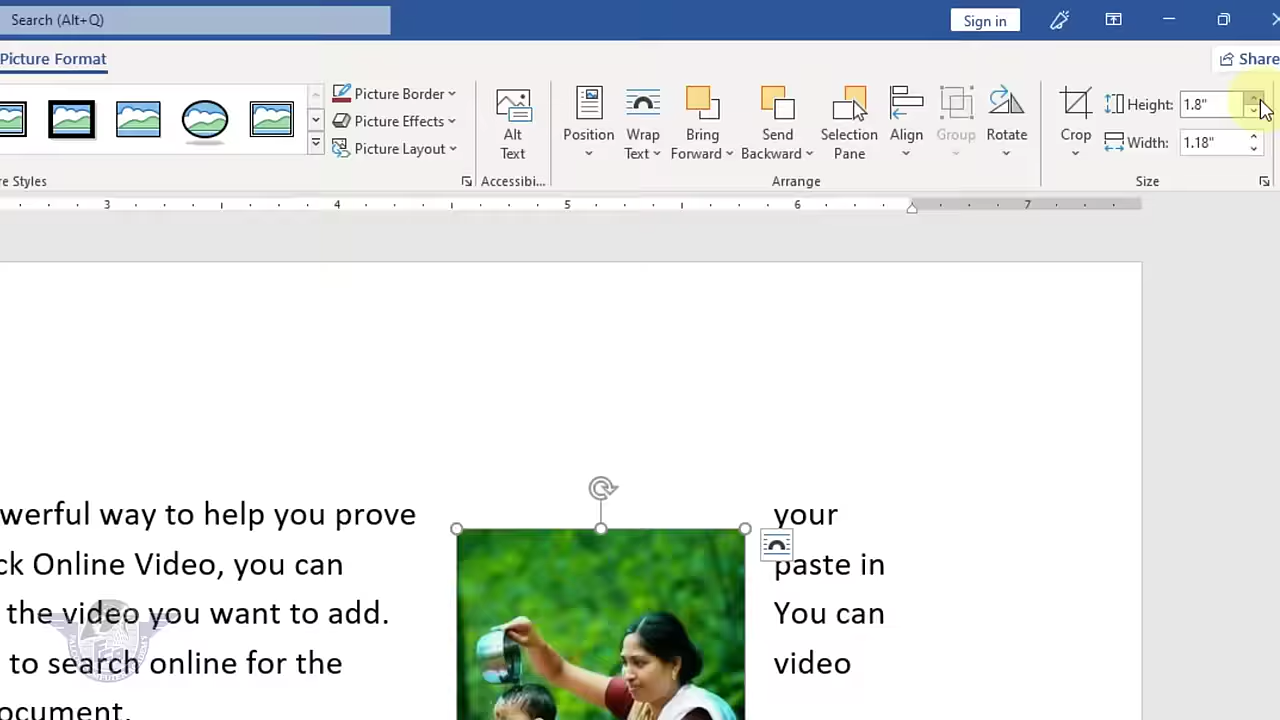 Search (Alt+Q)
Sign in
Picture Format
Share
Picture Border
Picture Effects
Picture Layout
Alt
Text
Position
Wrap
Text
Bring
Forward
Send
Backward
Selection
Pane
Align
Group
Rotate
Crop
Height: 1.8"
Width: 1.18"
re Styles
Accessibi...
Arrange
Size
3 4 5 6 7
werful way to help you prove your
ck Online Video, you can paste in
the video you want to add. You can
to search online for the video
ocument.